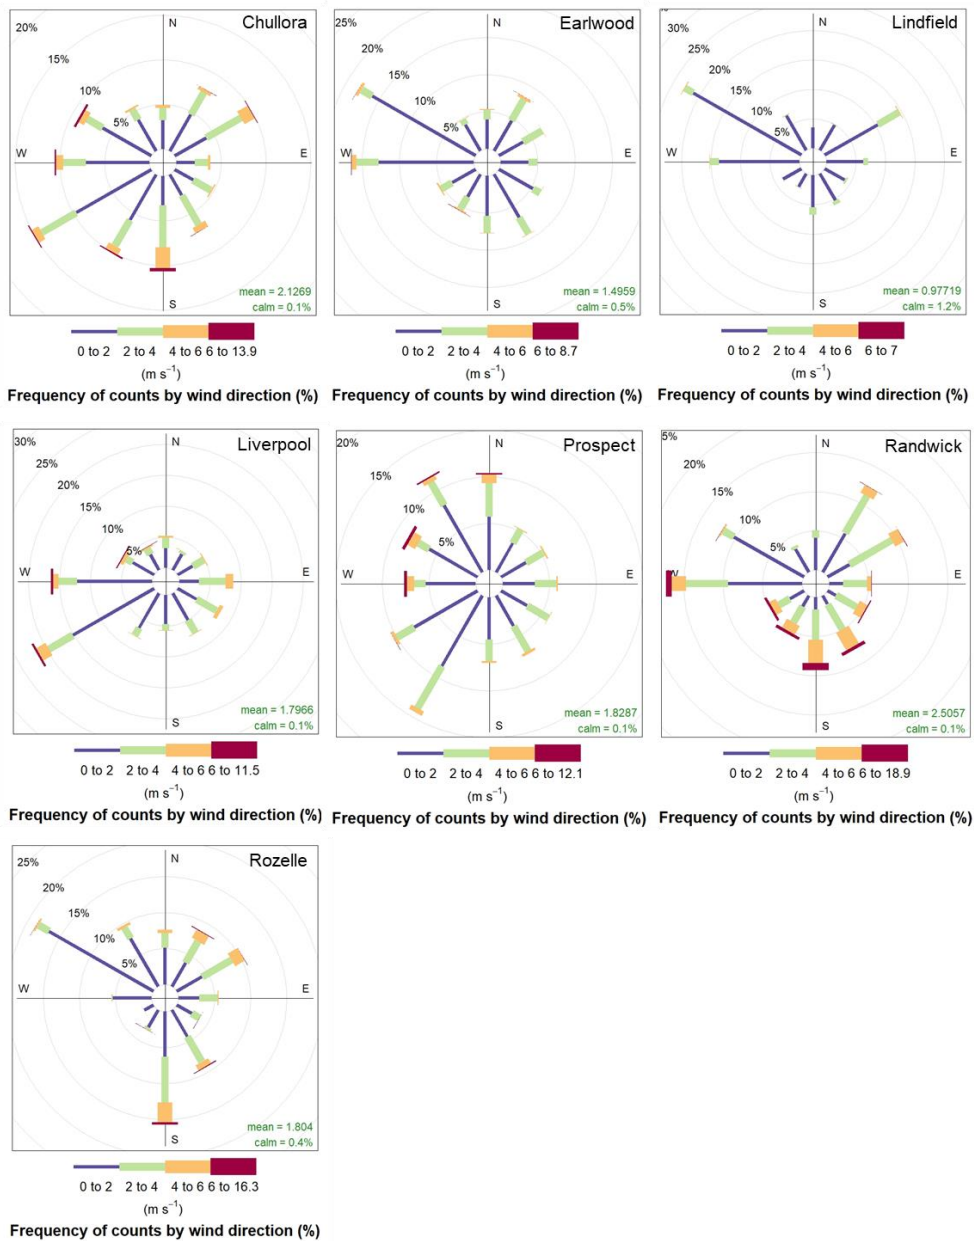 Chullora
20%
N
15%
10%
5%
W
E
S
mean = 2.1269
calm = 0.1%
0 to 2 2 to 4 4 to 6 6 to 13.9
(m s⁻¹)
Frequency of counts by wind direction (%)
Earlwood
25%
N
20%
15%
10%
5%
W
E
S
mean = 1.4959
calm = 0.5%
0 to 2 2 to 4 4 to 6 6 to 8.7
(m s⁻¹)
Frequency of counts by wind direction (%)
Lindfield
N
30%
25%
20%
15%
10%
5%
W
E
S
mean = 0.97719
calm = 1.2%
0 to 2 2 to 4 4 to 6 6 to 7
(m s⁻¹)
Frequency of counts by wind direction (%)
Liverpool
30%
N
25%
20%
15%
10%
5%
W
E
S
mean = 1.7966
calm = 0.1%
0 to 2 2 to 4 4 to 6 6 to 11.5
(m s⁻¹)
Frequency of counts by wind direction (%)
Prospect
20%
N
15%
10%
5%
W
E
S
mean = 1.8287
calm = 0.1%
0 to 2 2 to 4 4 to 6 6 to 12.1
(m s⁻¹)
Frequency of counts by wind direction (%)
Randwick
5%
N
20%
15%
10%
5%
W
E
S
mean = 2.5057
calm = 0.1%
0 to 2 2 to 4 4 to 6 6 to 18.9
(m s⁻¹)
Frequency of counts by wind direction (%)
Rozelle
25%
N
20%
15%
10%
5%
W
E
S
mean = 1.804
calm = 0.4%
0 to 2 2 to 4 4 to 6 6 to 16.3
(m s⁻¹)
Frequency of counts by wind direction (%)